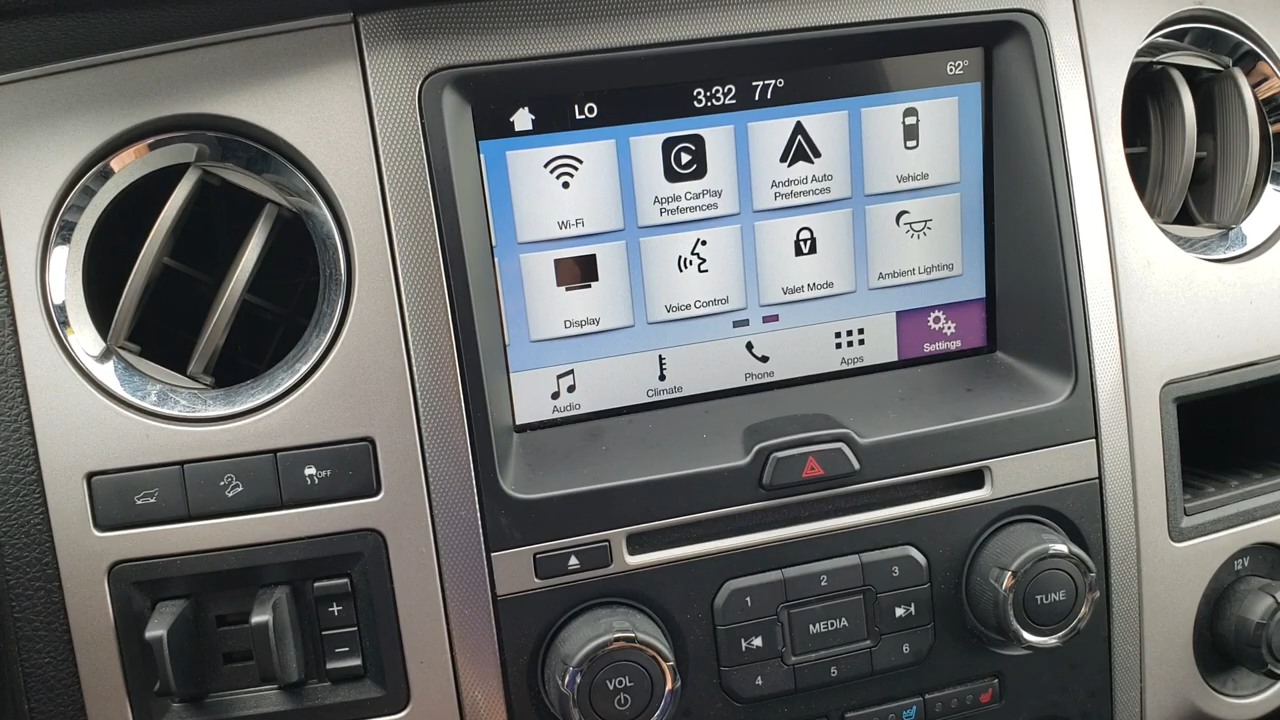 LO
3:32 77°
62°
Wi-Fi
Apple CarPlay
Preferences
Android Auto
Preferences
Vehicle
Display
Voice Control
V
Valet Mode
Ambient Lighting
Audio
Climate
Phone
Apps
Settings
OFF
+
−
1
2
3
MEDIA
4
5
6
VOL
TUNE
12V